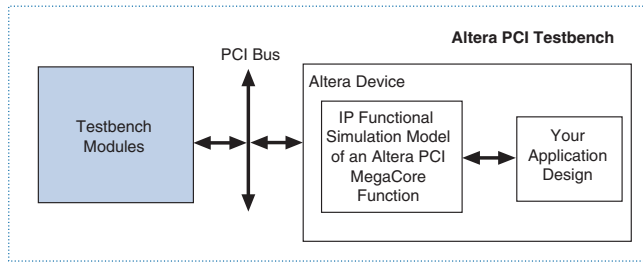 Altera PCI Testbench
PCI Bus
Altera Device
Testbench
Modules
IP Functional
Simulation Model
of an Altera PCI
MegaCore
Function
Your
Application
Design